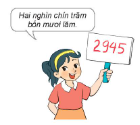 Hai nghìn chín trăm
bốn mươi lăm.
2945